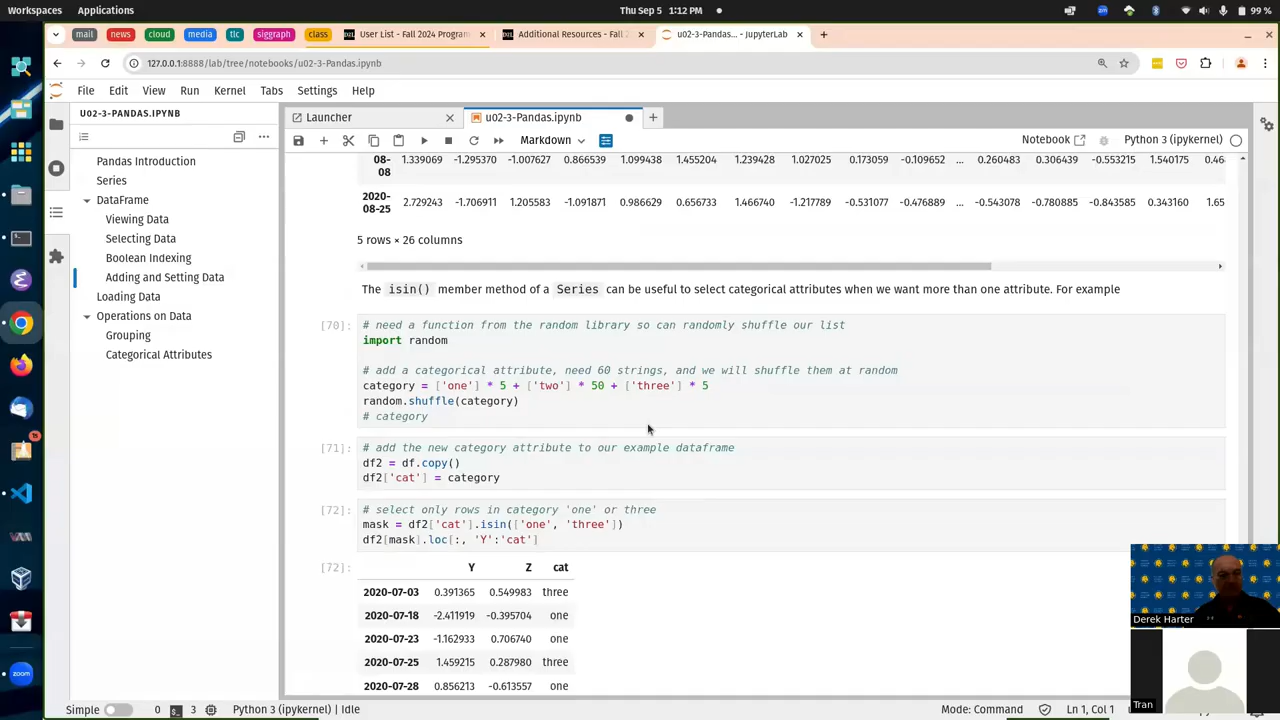 Workspaces Applications Thu Sep 5 1:12 PM 99 %
mail news cloud media tlc siggraph class User List - Fall 2024 Program Additional Resources - Fall 2 u02-3-Pandas... - JupyterLab
127.0.0.1:8888/lab/tree/notebooks/u02-3-Pandas.ipynb
File Edit View Run Kernel Tabs Settings Help
U02-3-PANDAS.IPYNB
Pandas Introduction
Series
DataFrame
Viewing Data
Selecting Data
Boolean Indexing
Adding and Setting Data
Loading Data
Operations on Data
Grouping
Categorical Attributes
Launcher u02-3-Pandas.ipynb
Markdown Notebook Python 3 (ipykernel)
08- 1.339069 -1.295370 -1.007627 0.866539 1.099438 1.455204 1.239428 1.027025 0.173059 -0.109652 ... 0.260483 0.306439 -0.553215 1.540175 0.46
08
2020- 2.729243 -1.706911 1.205583 -1.091871 0.986629 0.656733 1.466740 -1.217789 -0.531077 -0.476889 ... -0.543078 -0.780885 -0.843585 0.343160 1.65
08-25
5 rows × 26 columns
The isin() member method of a Series can be useful to select categorical attributes when we want more than one attribute. For example
[70]: # need a function from the random library so can randomly shuffle our list
import random
# add a categorical attribute, need 60 strings, and we will shuffle them at random
category = ['one'] * 5 + ['two'] * 50 + ['three'] * 5
random.shuffle(category)
# category
[71]: # add the new category attribute to our example dataframe
df2 = df.copy()
df2['cat'] = category
[72]: # select only rows in category 'one' or three
mask = df2['cat'].isin(['one', 'three'])
df2[mask].loc[:, 'Y':'cat']
[72]: Y Z cat
2020-07-03 0.391365 0.549983 three
2020-07-18 -2.411919 -0.395704 one
2020-07-23 -1.162933 0.706740 one
2020-07-25 1.459215 0.287980 three
2020-07-28 0.856213 -0.613557 one
Derek Harter
Tran
Simple 0 3 Python 3 (ipykernel) | Idle Mode: Command Ln 1, Col 1
15